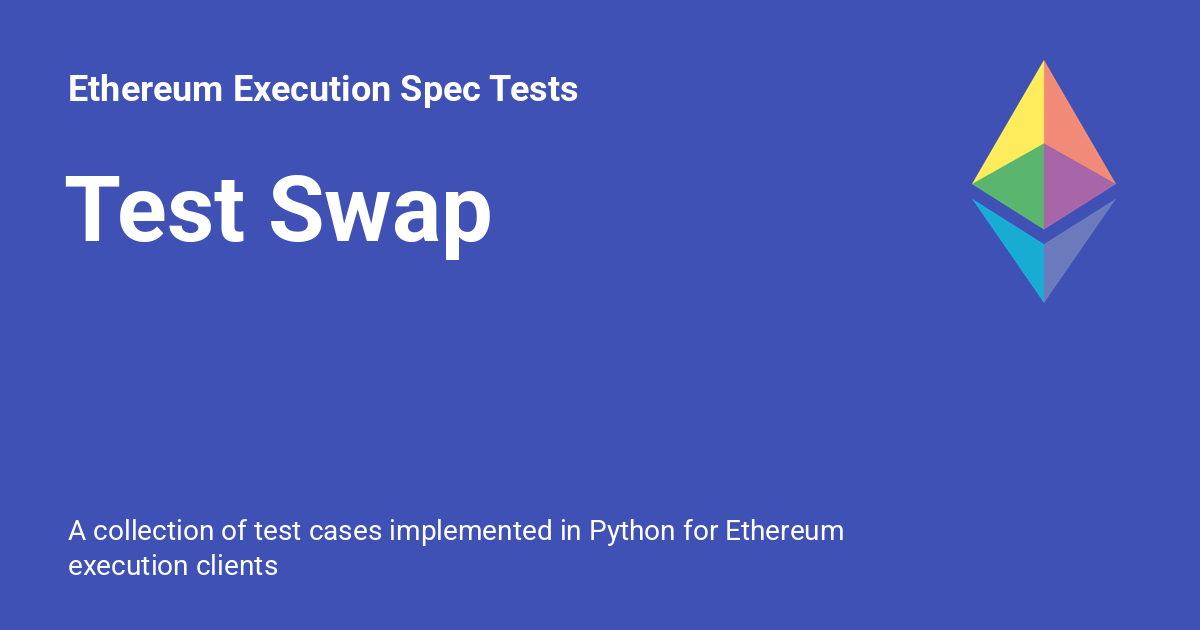 Ethereum Execution Spec Tests
Test Swap
A collection of test cases implemented in Python for Ethereum
execution clients